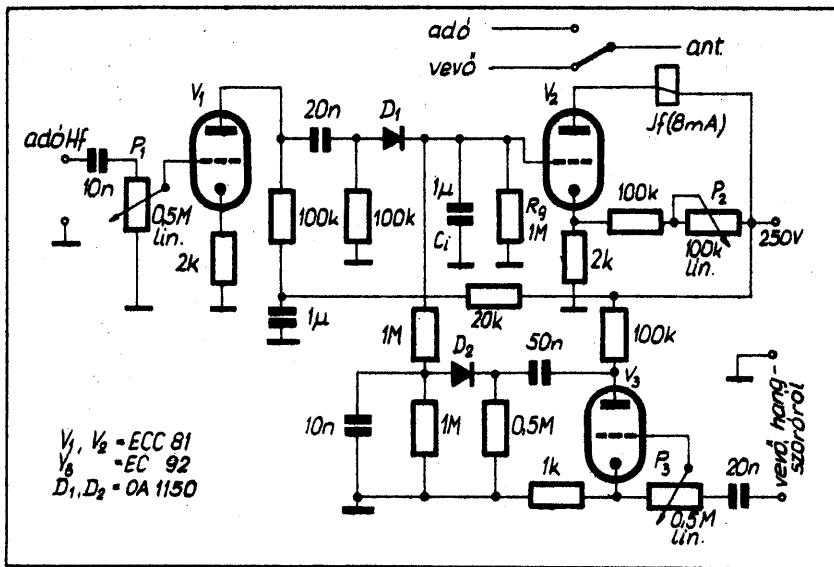 adó
vevő
ant.
V₁
20n
D₁
V₂
Jf(8mA)
adóHf
P₁
10n
0,5M
lin.
100k
100k
1µ
Ci
Rg
1M
100k
P₂
100k
lin.
250V
2k
2k
1µ
20k
1M
D₂
50n
100k
V₃
10n
1M
0,5M
1k
P₃
0,5M
lin.
20n
vevő, hang-
szóróról
V₁, V₂ = ECC 81
= EC 92
D₁, D₂ = OA 1150